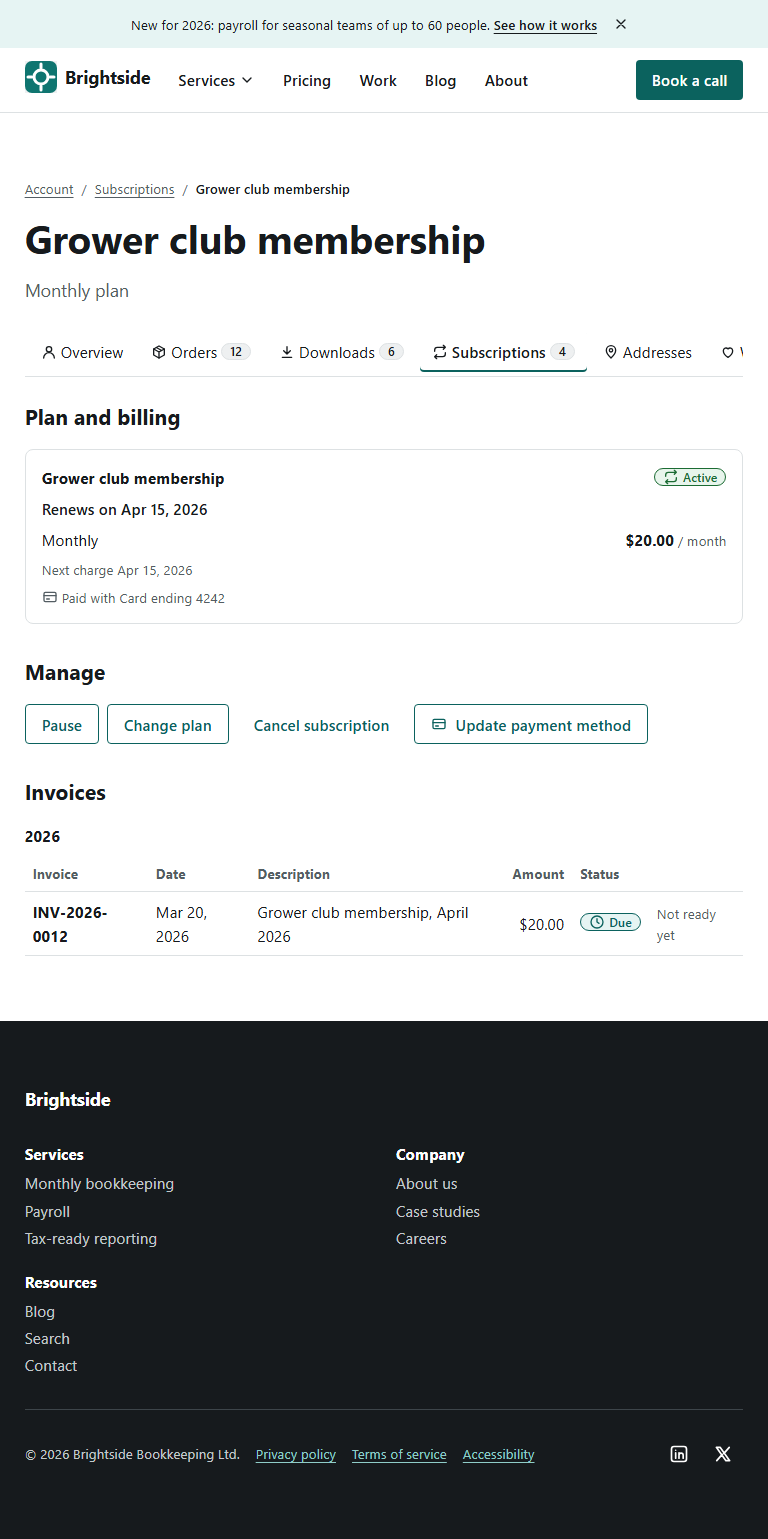 New for 2026: payroll for seasonal teams of up to 60 people. See how it works
Brightside Services Pricing Work Blog About Book a call
Account / Subscriptions / Grower club membership
Grower club membership
Monthly plan
Overview Orders 12 Downloads 6 Subscriptions 4 Addresses
Plan and billing
Grower club membership Active
Renews on Apr 15, 2026
Monthly $20.00 / month
Next charge Apr 15, 2026
Paid with Card ending 4242
Manage
Pause Change plan Cancel subscription Update payment method
Invoices
2026
Invoice Date Description Amount Status
INV-2026-0012 Mar 20, 2026 Grower club membership, April 2026 $20.00 Due Not ready yet
Brightside
Services Company
Monthly bookkeeping About us
Payroll Case studies
Tax-ready reporting Careers
Resources
Blog
Search
Contact
© 2026 Brightside Bookkeeping Ltd. Privacy policy Terms of service Accessibility